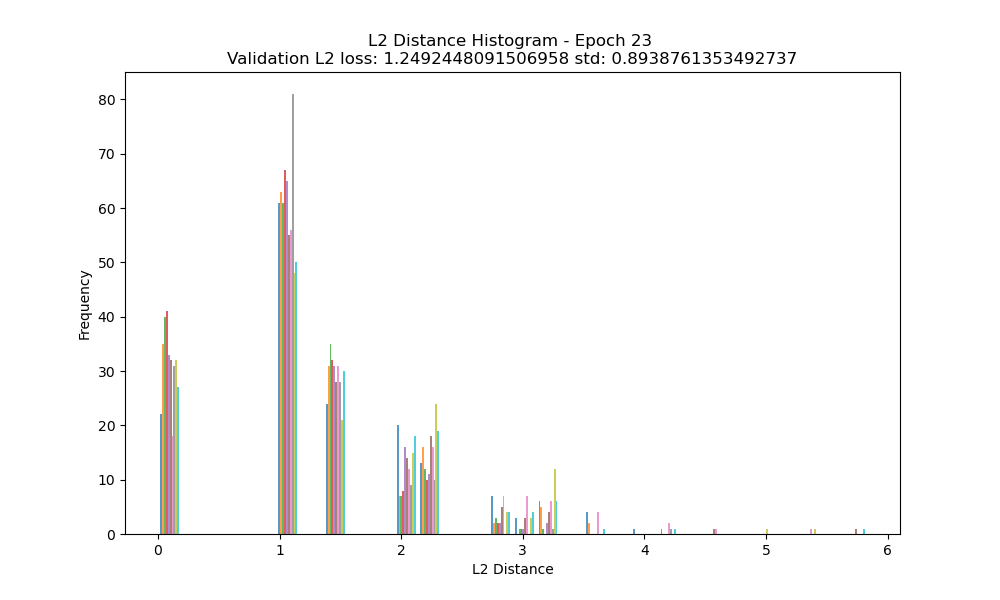 L2 Distance Histogram - Epoch 23
Validation L2 loss: 1.2492448091506958 std: 0.8938761353492737
Frequency
80
70
60
50
40
30
20
10
0
0 1 2 3 4 5 6
L2 Distance